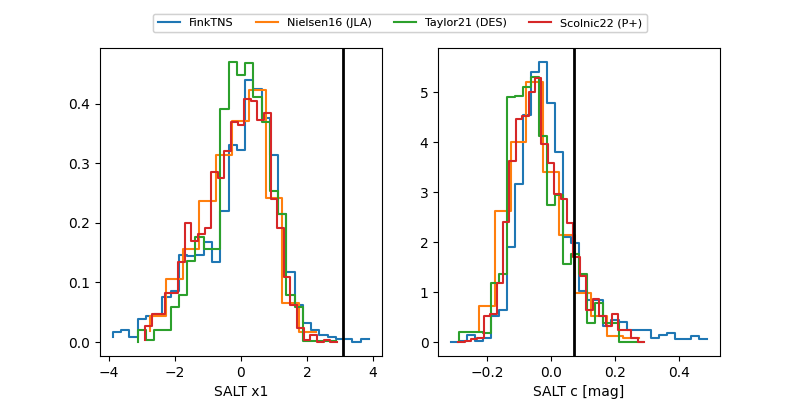 FinkTNS Nielsen16 (JLA) Taylor21 (DES) Scolnic22 (P+)
0.4
0.3
0.2
0.1
0.0
−4 −2 0 2 4
SALT x1
5
4
3
2
1
0
−0.2 0.0 0.2 0.4
SALT c [mag]